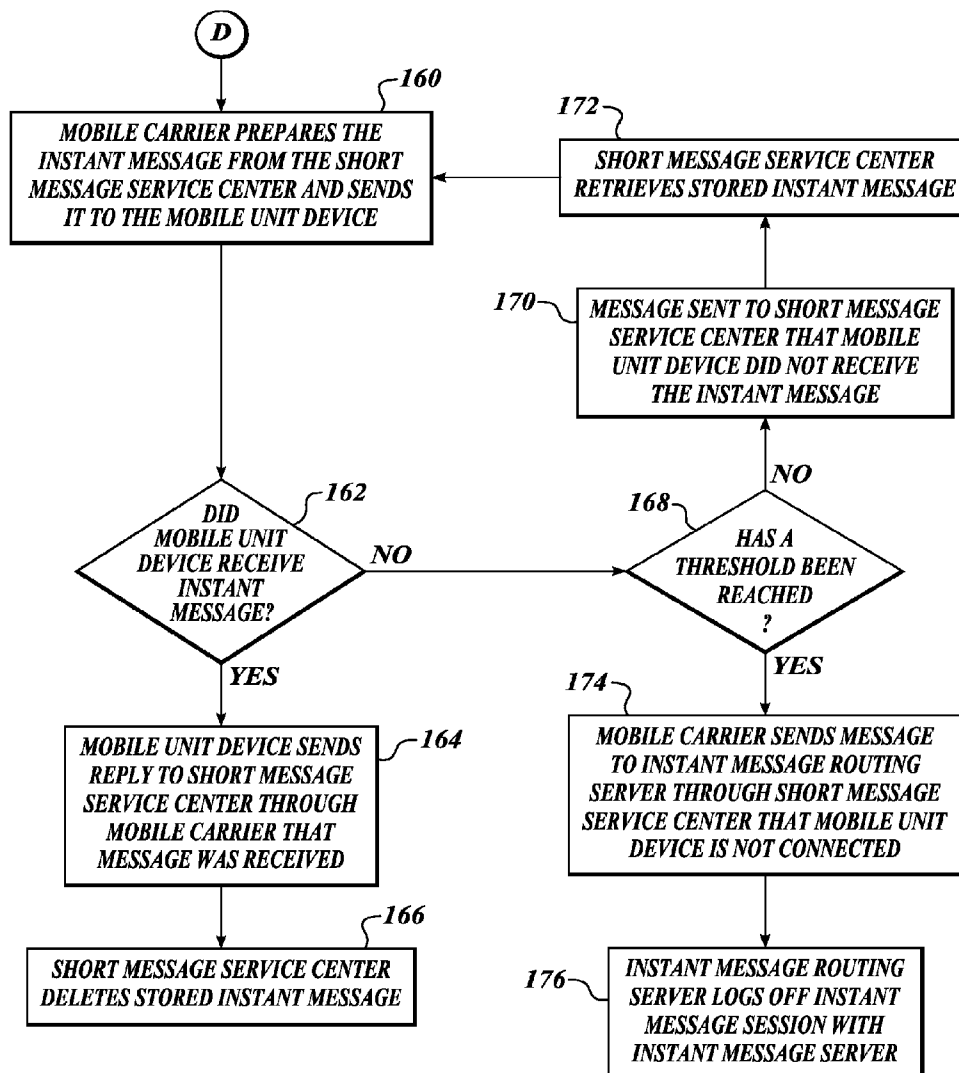 D
160
MOBILE CARRIER PREPARES THE
INSTANT MESSAGE FROM THE SHORT
MESSAGE SERVICE CENTER AND SENDS
IT TO THE MOBILE UNIT DEVICE
172
SHORT MESSAGE SERVICE CENTER
RETRIEVES STORED INSTANT MESSAGE
170
MESSAGE SENT TO SHORT MESSAGE
SERVICE CENTER THAT MOBILE
UNIT DEVICE DID NOT RECEIVE
THE INSTANT MESSAGE
162
DID
MOBILE UNIT
DEVICE RECEIVE
INSTANT
MESSAGE?
NO
YES
168
HAS A
THRESHOLD BEEN
REACHED
?
NO
YES
164
MOBILE UNIT DEVICE SENDS
REPLY TO SHORT MESSAGE
SERVICE CENTER THROUGH
MOBILE CARRIER THAT
MESSAGE WAS RECEIVED
174
MOBILE CARRIER SENDS MESSAGE
TO INSTANT MESSAGE ROUTING
SERVER THROUGH SHORT MESSAGE
SERVICE CENTER THAT MOBILE UNIT
DEVICE IS NOT CONNECTED
166
SHORT MESSAGE SERVICE CENTER
DELETES STORED INSTANT MESSAGE
176
INSTANT MESSAGE ROUTING
SERVER LOGS OFF INSTANT
MESSAGE SESSION WITH
INSTANT MESSAGE SERVER